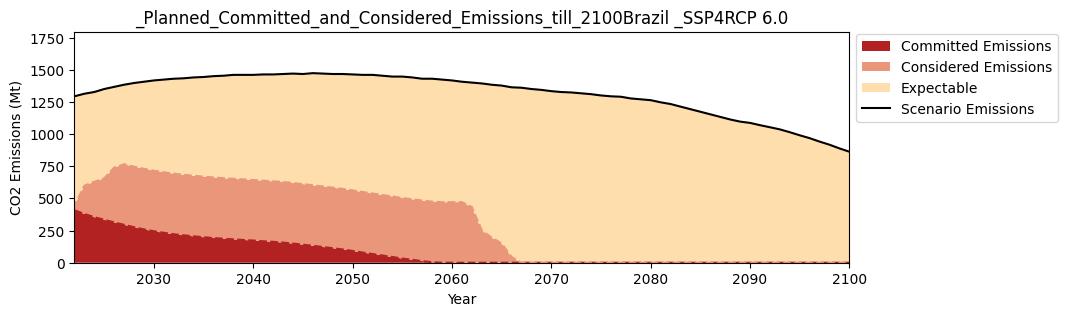 _Planned_Committed_and_Considered_Emissions_till_2100Brazil _SSP4RCP 6.0
CO2 Emissions (Mt)
1750
1500
1250
1000
750
500
250
0
2030 2040 2050 2060 2070 2080 2090 2100
Year
Committed Emissions
Considered Emissions
Expectable
Scenario Emissions